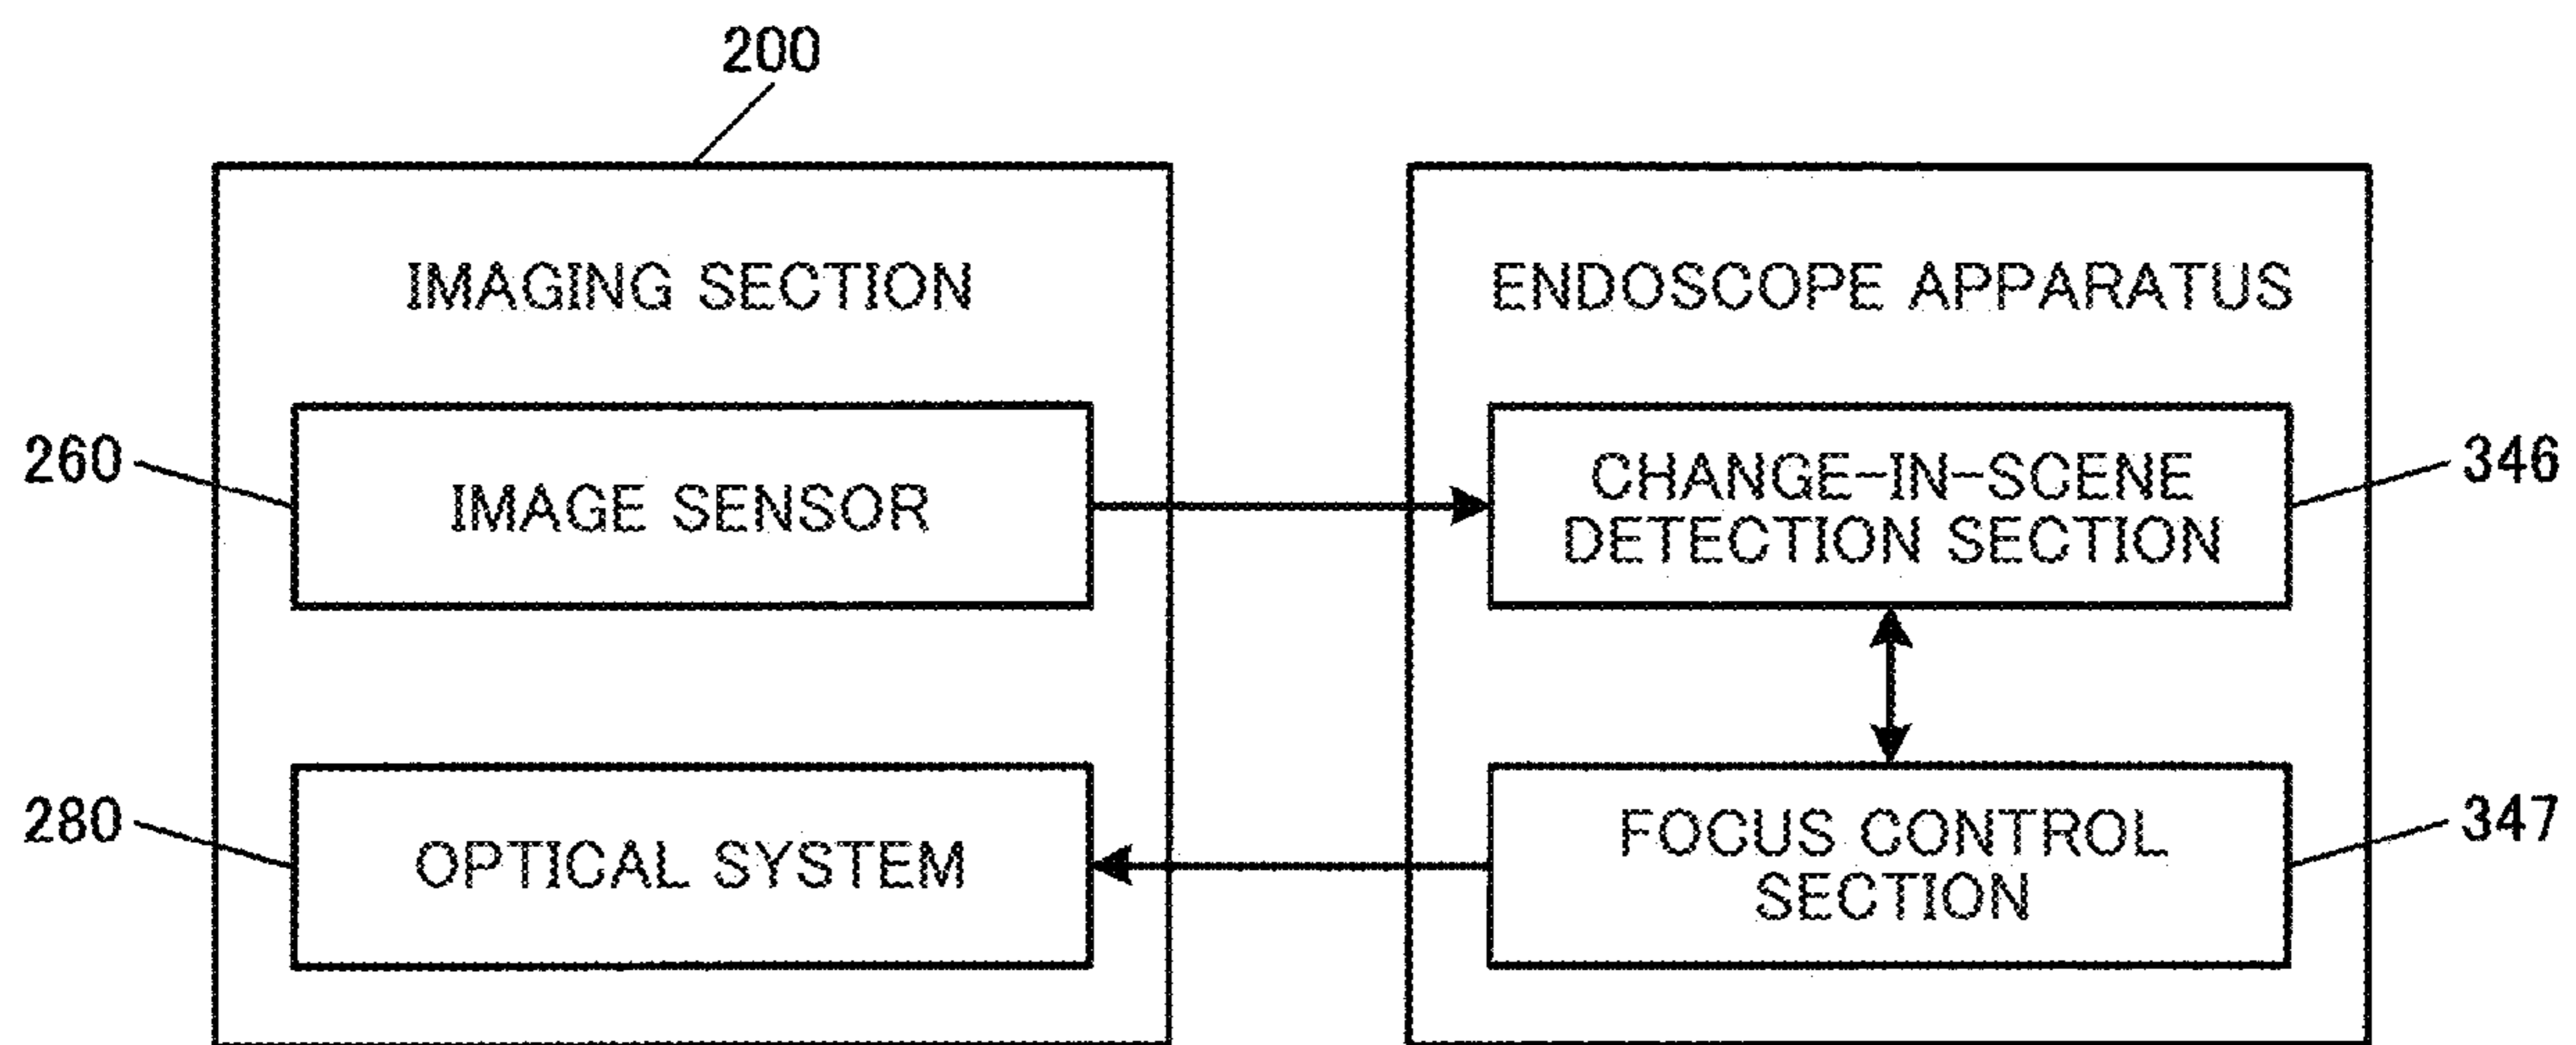 200
IMAGING SECTION
260
IMAGE SENSOR
280
OPTICAL SYSTEM
ENDOSCOPE APPARATUS
CHANGE-IN-SCENE
DETECTION SECTION
346
FOCUS CONTROL
SECTION
347